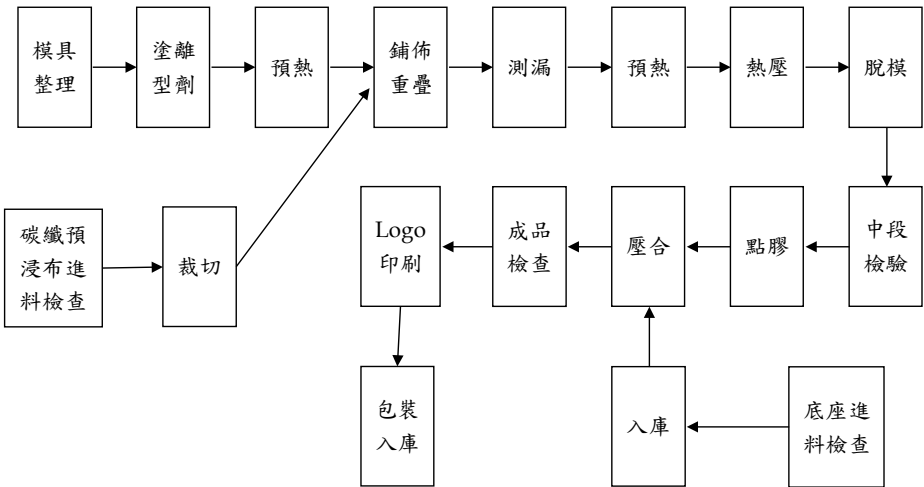 模具
整理
塗離
型劑
預熱
鋪佈
重疊
測漏
預熱
熱壓
脫模
碳纖預
浸布進
料檢查
裁切
Logo
印刷
成品
檢查
壓合
點膠
中段
檢驗
包裝
入庫
入庫
底座進
料檢查